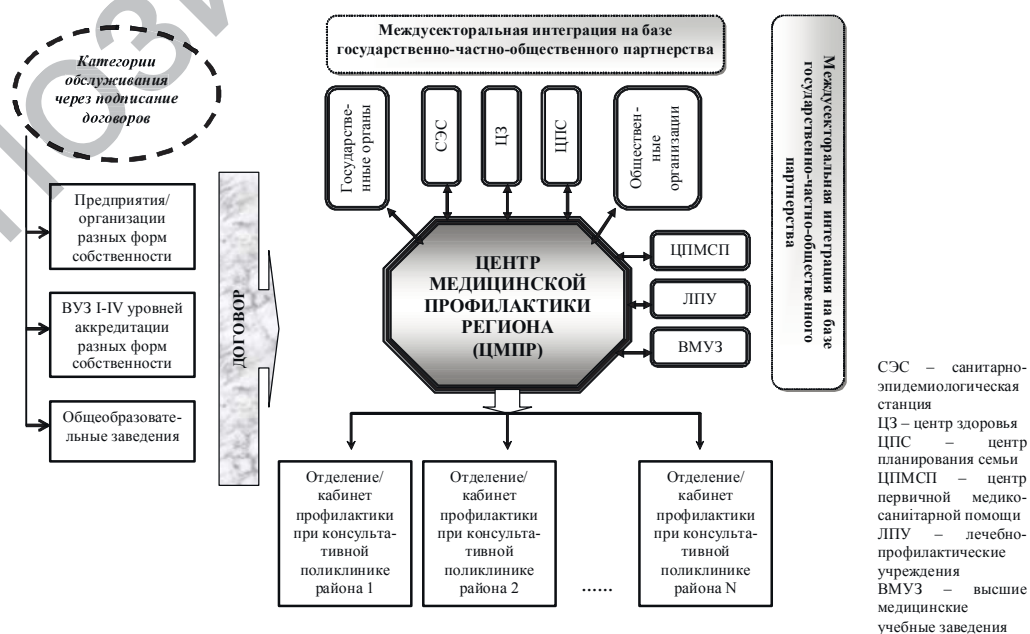 Междусекторальная интеграция на базе
государственно-частно-общественного партнерства
Категории
обслуживания
через подписание
договоров
Предприятия/
организации
разных форм
собственности
ВУЗ I-IV уровней
аккредитации
разных форм
собственности
Общеобразовате-
льные заведения
ДОГОВОР
Государстве-
нные органы
СЭС
ЦЗ
ЦПС
Обществен-
ные
организации
ЦЕНТР
МЕДИЦИНСКОЙ
ПРОФИЛАКТИКИ
РЕГИОНА
(ЦМПР)
ЦПМСП
ЛПУ
ВМУЗ
Междусекторальная интеграция на базе
государственно-частно-общественного
партнерства
Отделение/
кабинет
профилактики
при консульта-
тивной
поликлинике
района 1
Отделение/
кабинет
профилактики
при консульта-
тивной
поликлинике
района 2
......
Отделение/
кабинет
профилактики
при консульта-
тивной
поликлинике
района N
СЭС – санитарно-
эпидемиологическая
станция
ЦЗ – центр здоровья
ЦПС – центр
планирования семьи
ЦПМСП – центр
первичной медико-
саниiтарной помощи
ЛПУ – лечебно-
профилактические
учреждения
ВМУЗ – высшие
медицинские
учебные заведения